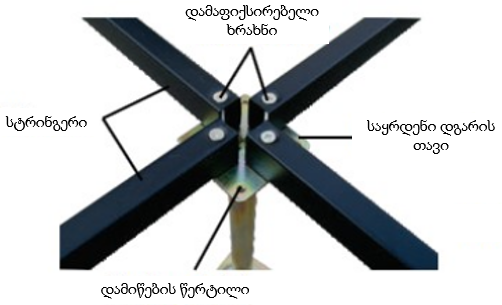 დამაფიქსირებელი
ხრახნი
სტრინგერი
საყრდენი დგარის
თავი
დამიწების წერტილი